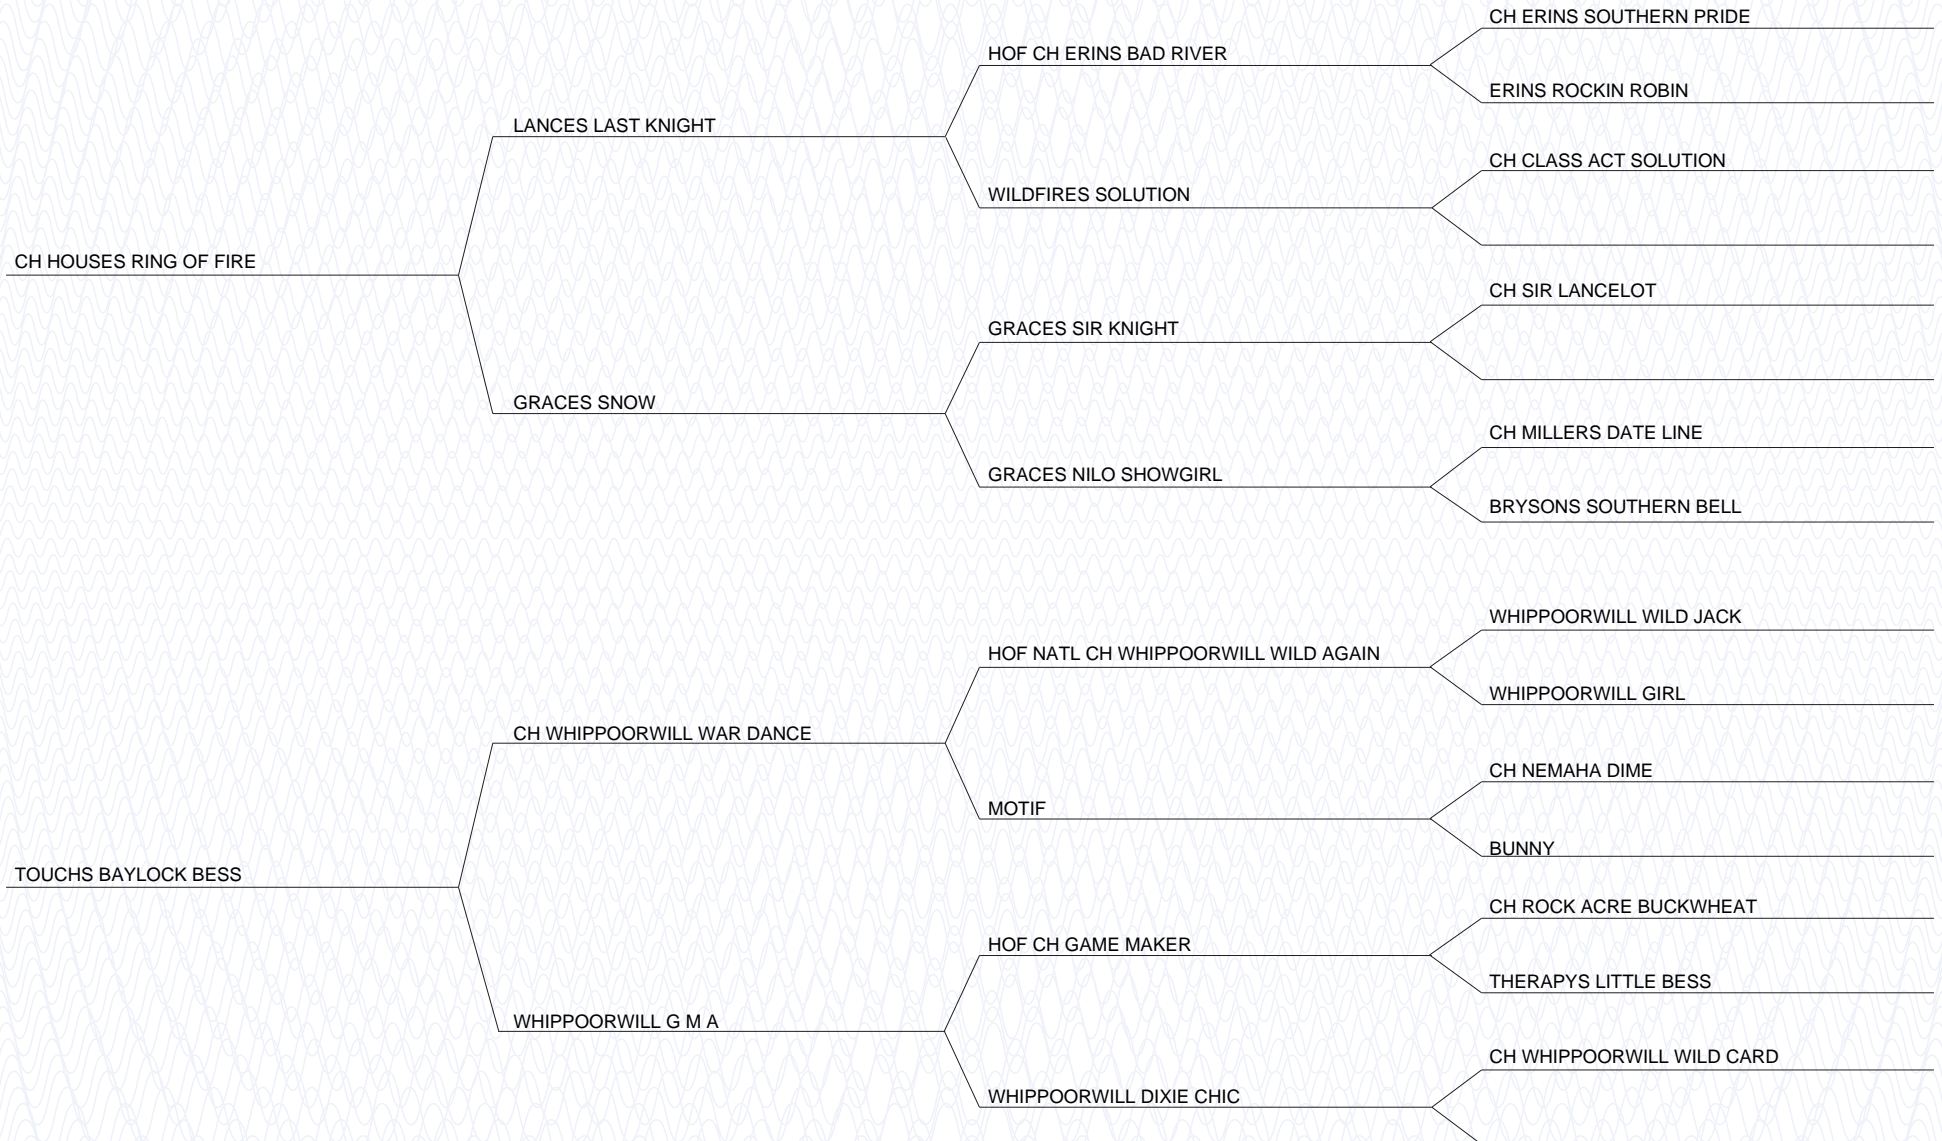 CH ERINS SOUTHERN PRIDE
HOF CH ERINS BAD RIVER
ERINS ROCKIN ROBIN
LANCES LAST KNIGHT
CH CLASS ACT SOLUTION
WILDFIRES SOLUTION
CH HOUSES RING OF FIRE
CH SIR LANCELOT
GRACES SIR KNIGHT
GRACES SNOW
CH MILLERS DATE LINE
GRACES NILO SHOWGIRL
BRYSONS SOUTHERN BELL
WHIPPOORWILL WILD JACK
HOF NATL CH WHIPPOORWILL WILD AGAIN
WHIPPOORWILL GIRL
CH WHIPPOORWILL WAR DANCE
CH NEMAHA DIME
MOTIF
BUNNY
TOUCHS BAYLOCK BESS
CH ROCK ACRE BUCKWHEAT
HOF CH GAME MAKER
THERAPYS LITTLE BESS
WHIPPOORWILL G M A
CH WHIPPOORWILL WILD CARD
WHIPPOORWILL DIXIE CHIC